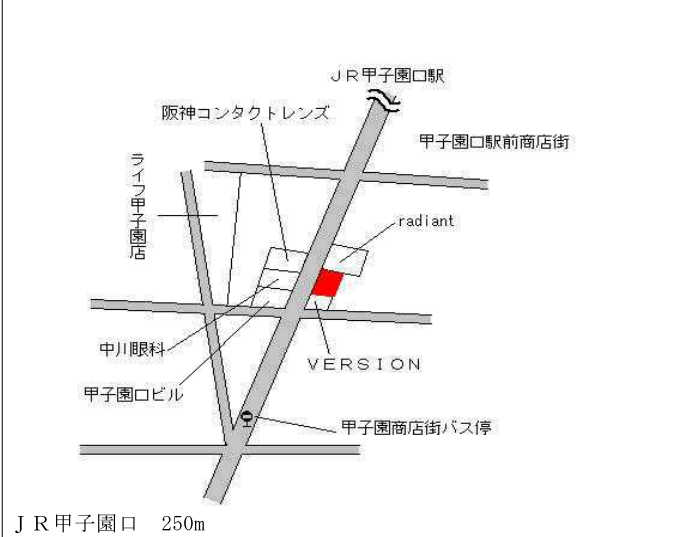 ＪＲ甲子園口駅
阪神コンタクトレンズ
甲子園口駅前商店街
ライフ甲子園店
radiant
中川眼科
ＶＥＲＳＩＯＮ
甲子園口ビル
甲子園商店街バス停
ＪＲ甲子園口　250m